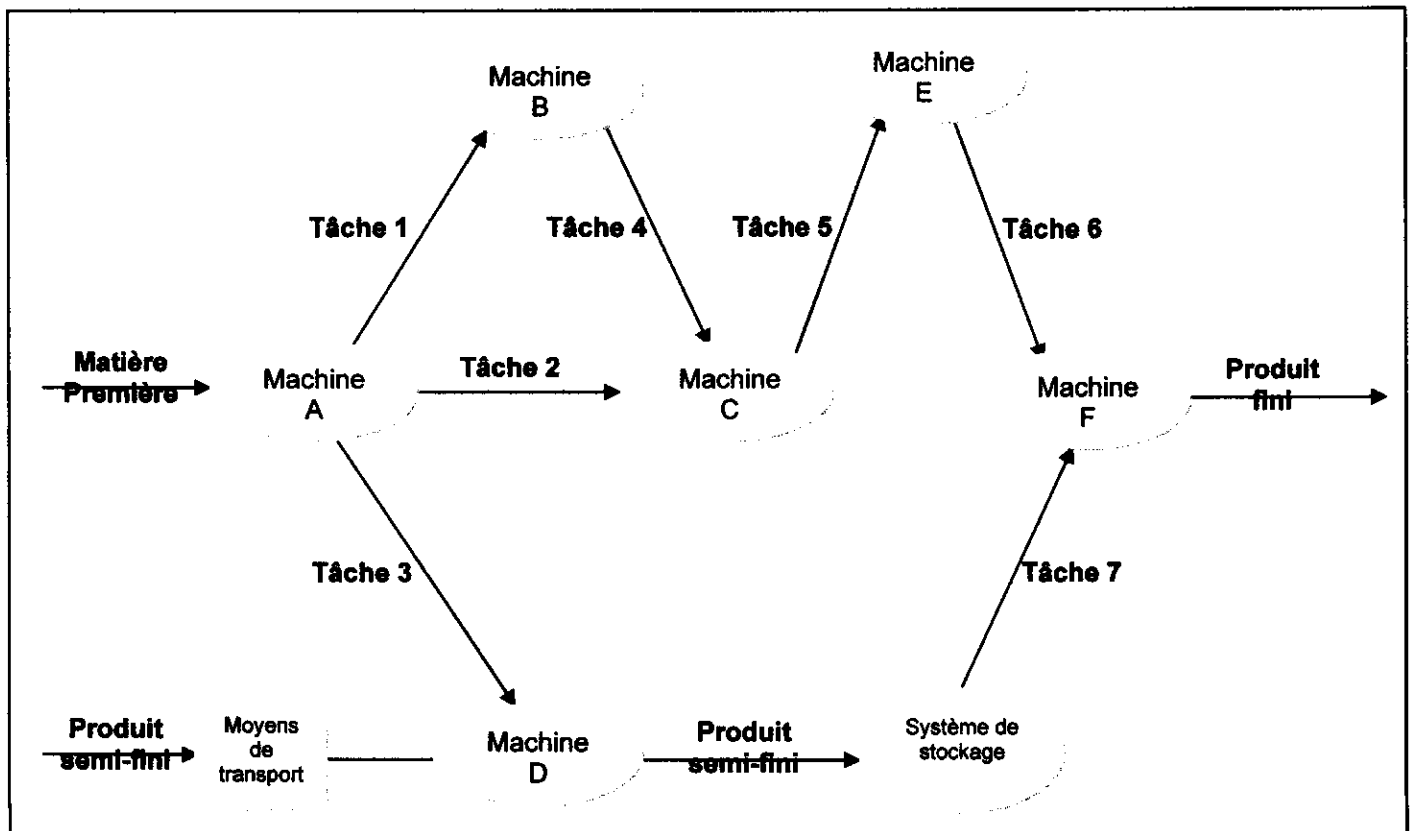 Machine
B
Machine
E
Tâche 1
Tâche 4
Tâche 5
Tâche 6
Matière
Première
Machine
A
Tâche 2
Machine
C
Machine
F
Produit
fini
Tâche 3
Tâche 7
Produit
semi-fini
Moyens
de
transport
Machine
D
Produit
semi-fini
Système de
stockage